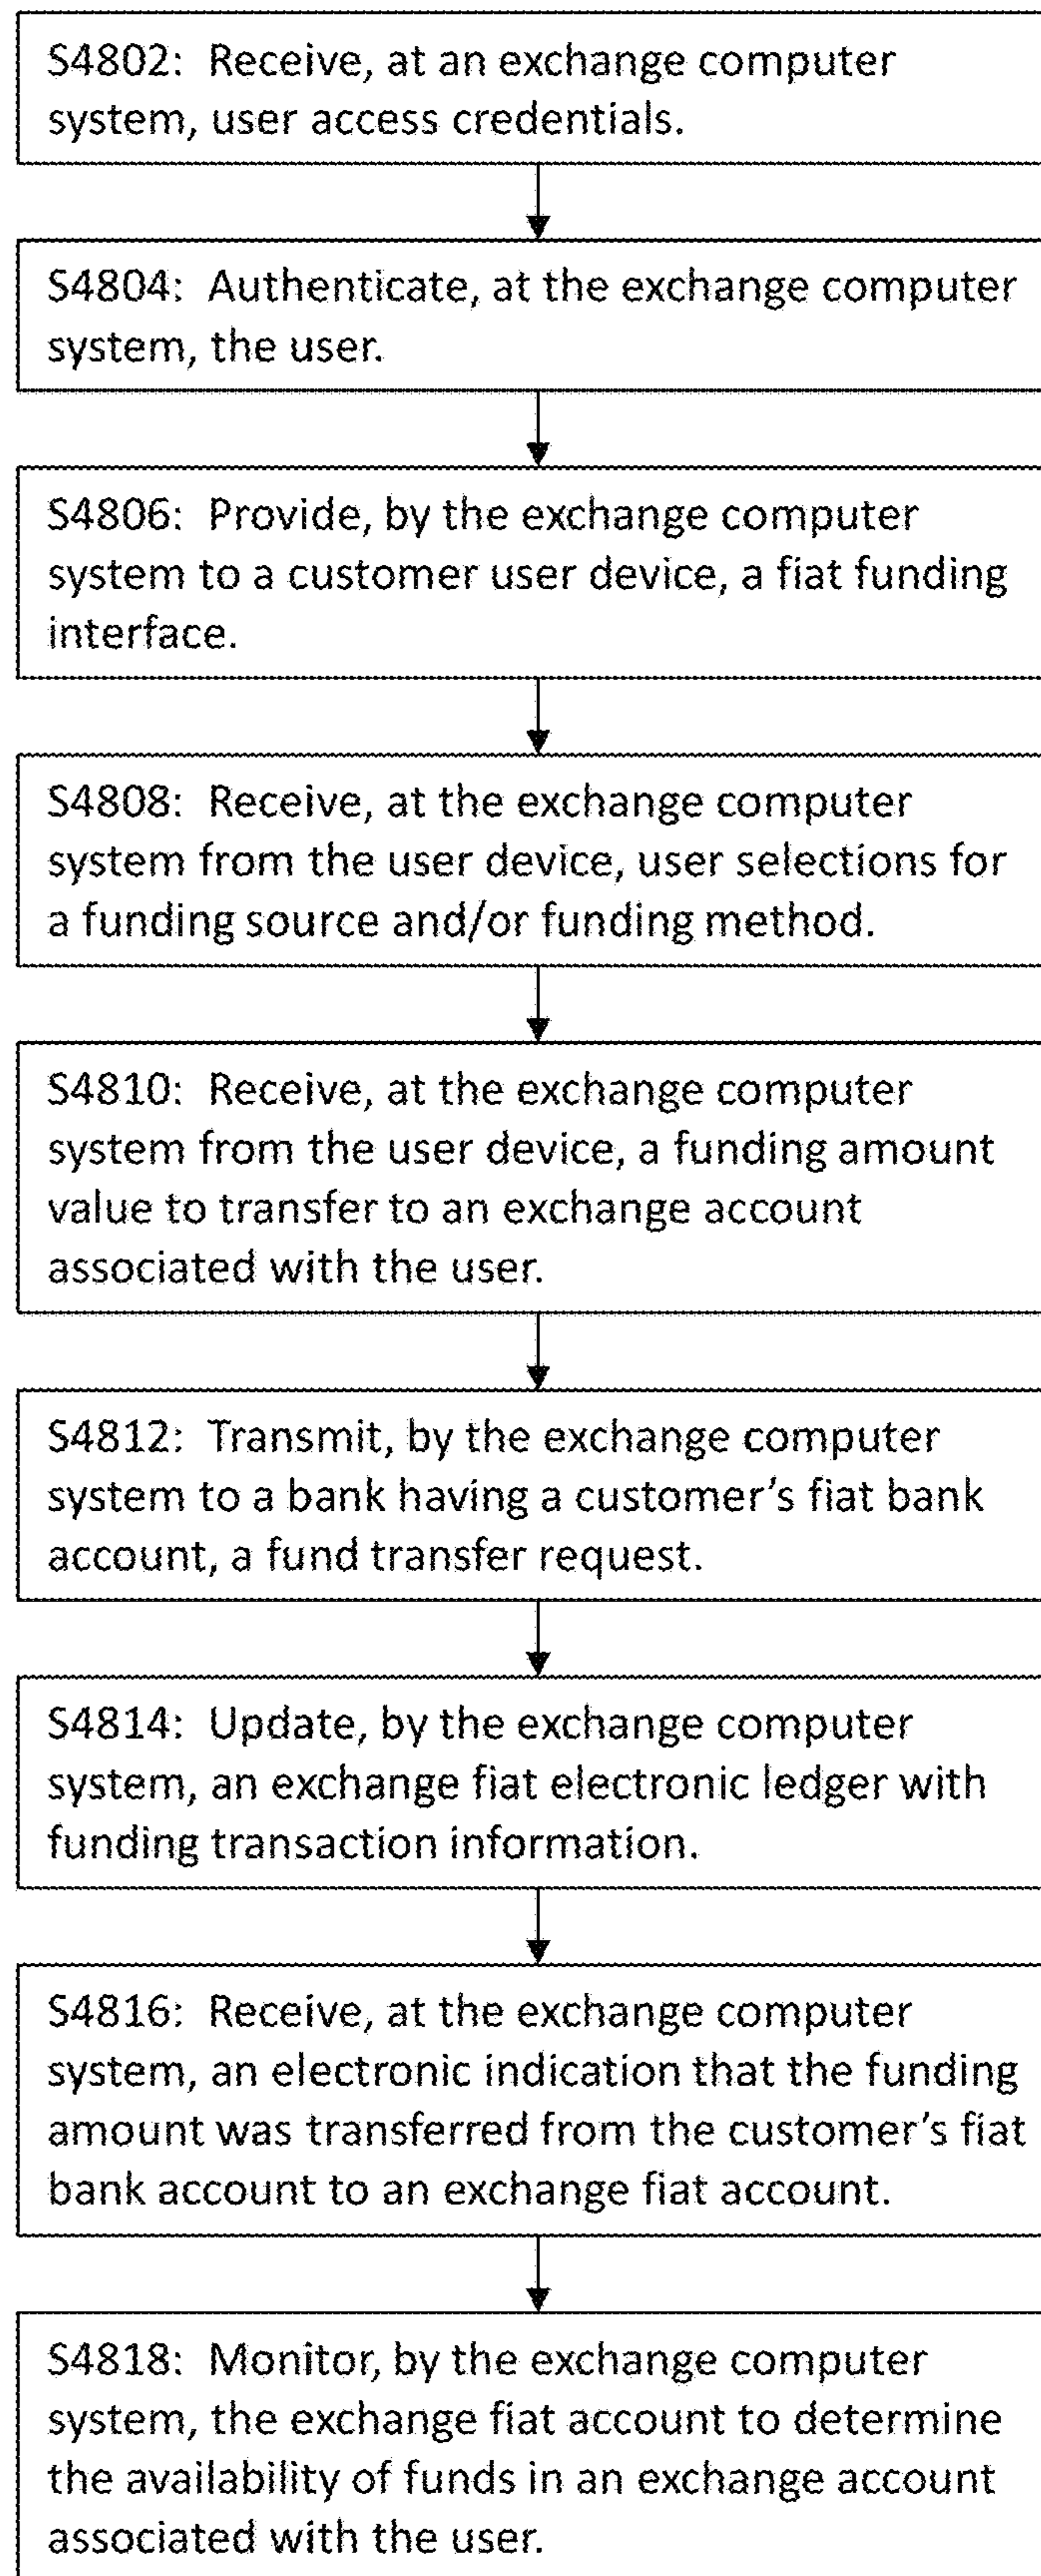 S4802: Receive, at an exchange computer
system, user access credentials.
S4804: Authenticate, at the exchange computer
system, the user.
S4806: Provide, by the exchange computer
system to a customer user device, a fiat funding
interface.
S4808: Receive, at the exchange computer
system from the user device, user selections for
a funding source and/or funding method.
S4810: Receive, at the exchange computer
system from the user device, a funding amount
value to transfer to an exchange account
associated with the user.
S4812: Transmit, by the exchange computer
system to a bank having a customer’s fiat bank
account, a fund transfer request.
S4814: Update, by the exchange computer
system, an exchange fiat electronic ledger with
funding transaction information.
S4816: Receive, at the exchange computer
system, an electronic indication that the funding
amount was transferred from the customer’s fiat
bank account to an exchange fiat account.
S4818: Monitor, by the exchange computer
system, the exchange fiat account to determine
the availability of funds in an exchange account
associated with the user.